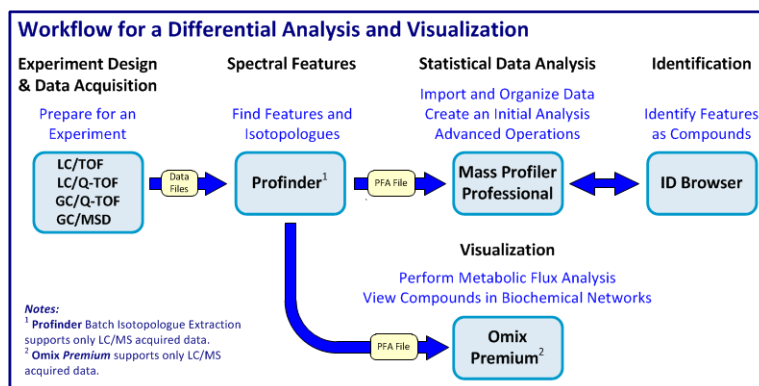 Workflow for a Differential Analysis and Visualization
Experiment Design
& Data Acquisition
Prepare for an
Experiment
LC/TOF
LC/Q-TOF
GC/Q-TOF
GC/MSD
Data
Files
Spectral Features
Find Features and
Isotopologues
Profinder1
PFA File
Statistical Data Analysis
Import and Organize Data
Create an Initial Analysis
Advanced Operations
Mass Profiler
Professional
Identification
Identify Features
as Compounds
ID Browser
Visualization
Perform Metabolic Flux Analysis
View Compounds in Biochemical Networks
PFA File
Omix
Premium2
Notes:
1 Profinder Batch Isotopologue Extraction
supports only LC/MS acquired data.
2 Omix Premium supports only LC/MS
acquired data.